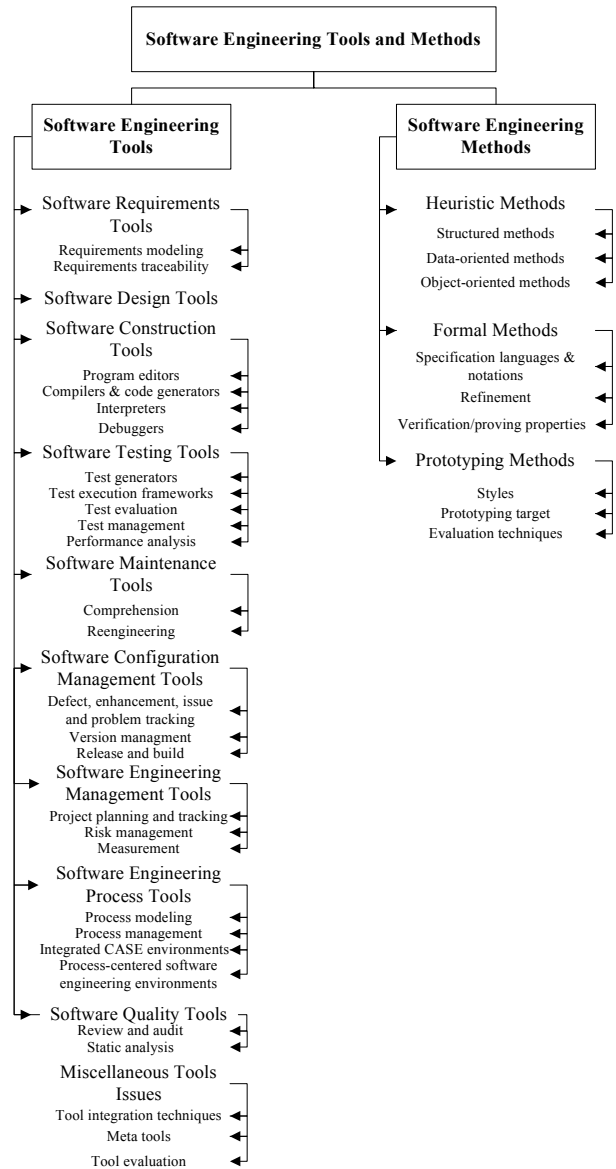 Software Engineering Tools and Methods
Software Engineering
Tools
Software Requirements
Tools
Requirements modeling
Requirements traceability
Software Design Tools
Software Construction
Tools
Program editors
Compilers & code generators
Interpreters
Debuggers
Software Testing Tools
Test generators
Test execution frameworks
Test evaluation
Test management
Performance analysis
Software Maintenance
Tools
Comprehension
Reengineering
Software Configuration
Management Tools
Defect, enhancement, issue
and problem tracking
Version managment
Release and build
Software Engineering
Management Tools
Project planning and tracking
Risk management
Measurement
Software Engineering
Process Tools
Process modeling
Process management
Integrated CASE environments
Process-centered software
engineering environments
Software Quality Tools
Review and audit
Static analysis
Miscellaneous Tools
Issues
Tool integration techniques
Meta tools
Tool evaluation
Software Engineering
Methods
Heuristic Methods
Structured methods
Data-oriented methods
Object-oriented methods
Formal Methods
Specification languages &
notations
Refinement
Verification/proving properties
Prototyping Methods
Styles
Prototyping target
Evaluation techniques